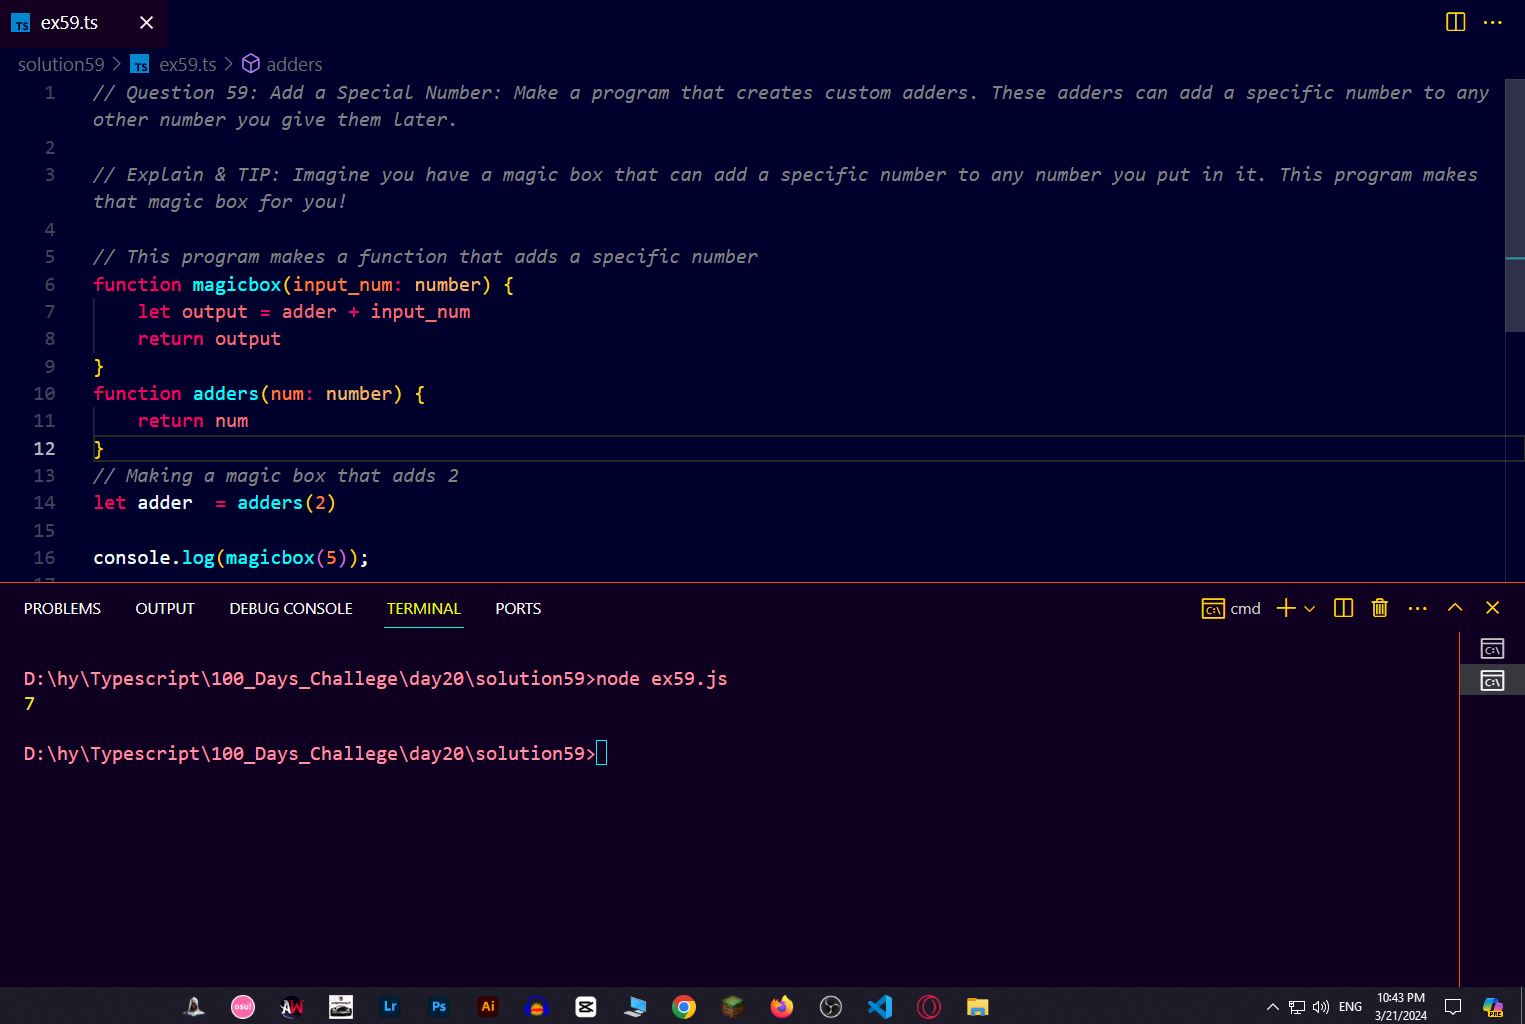 ex59.ts
solution59 > ex59.ts > adders
1 // Question 59: Add a Special Number: Make a program that creates custom adders. These adders can add a specific number to any
other number you give them later.
2
3 // Explain & TIP: Imagine you have a magic box that can add a specific number to any number you put in it. This program makes
that magic box for you!
4
5 // This program makes a function that adds a specific number
6 function magicbox(input_num: number) {
7     let output = adder + input_num
8     return output
9 }
10 function adders(num: number) {
11     return num
12 }
13 // Making a magic box that adds 2
14 let adder  = adders(2)
15
16 console.log(magicbox(5));
PROBLEMS OUTPUT DEBUG CONSOLE TERMINAL PORTS cmd
D:\hy\Typescript\100_Days_Challege\day20\solution59>node ex59.js
7
D:\hy\Typescript\100_Days_Challege\day20\solution59>
osu! AW Lr Ps Ai ENG 10:43 PM
3/21/2024
PRE